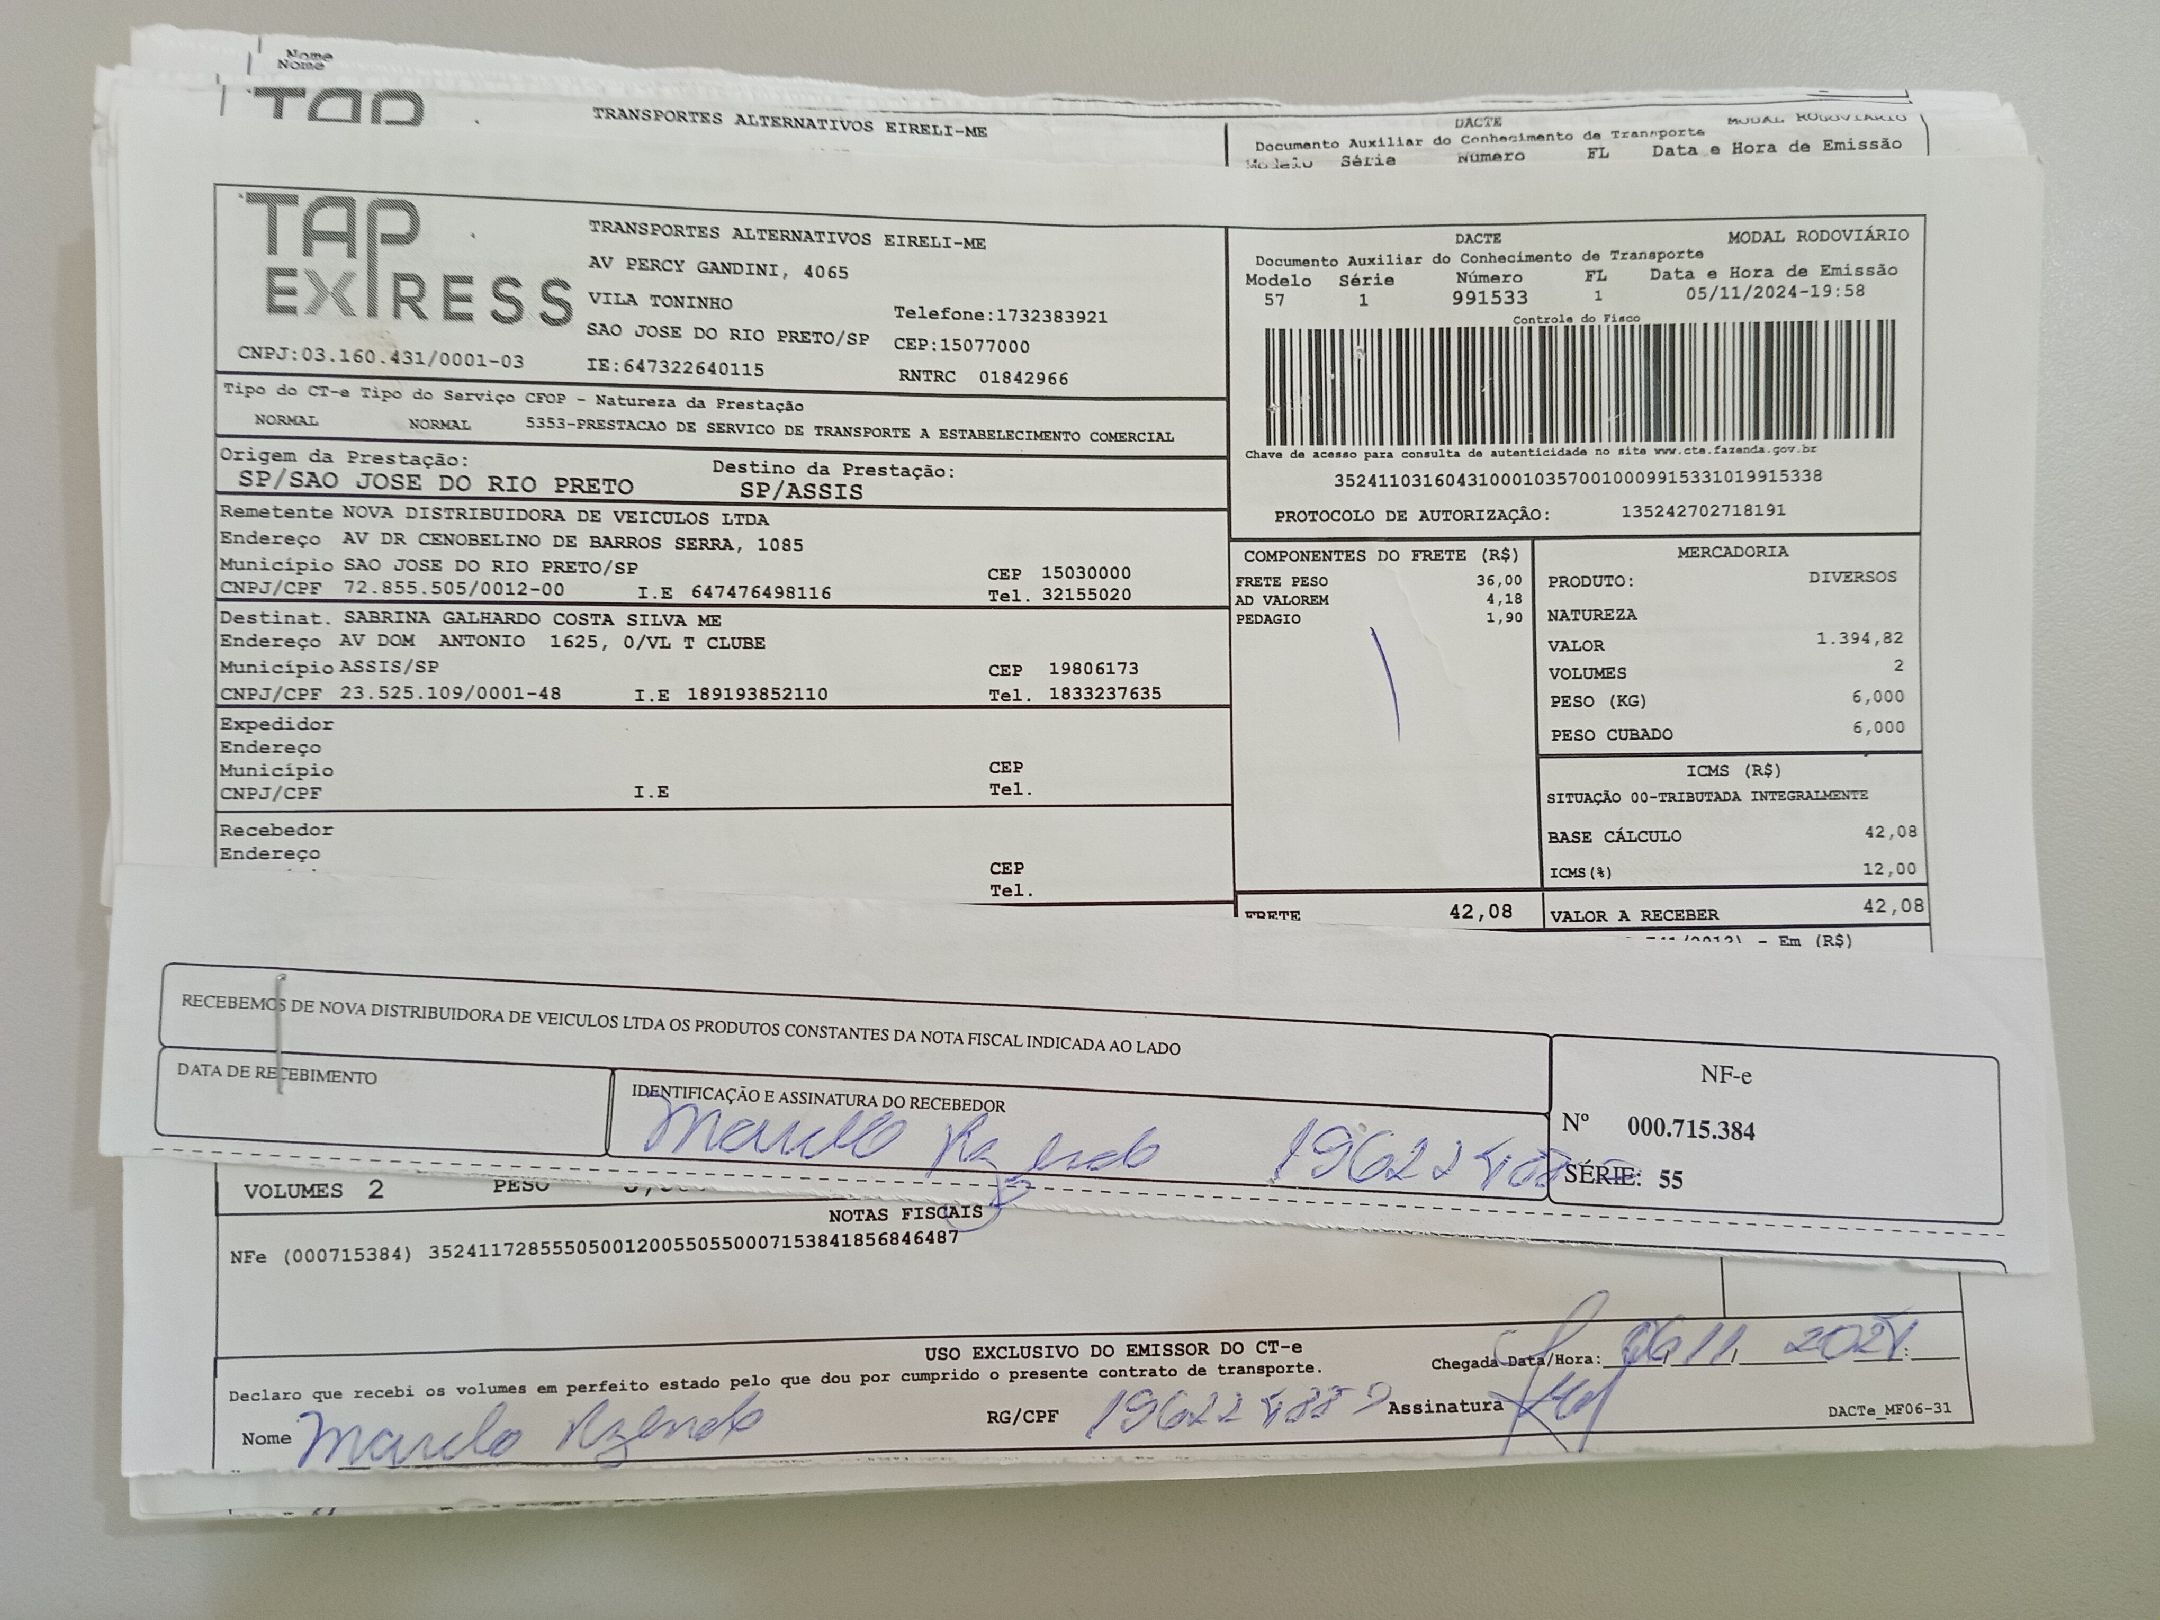 Nome
Nome
TAP
TRANSPORTES ALTERNATIVOS EIRELI-ME
DACTE MODAL RODOVIÁRIO
Documento Auxiliar do Conhecimento de Transporte
Modelo Série Número FL Data e Hora de Emissão
TAP EXPRESS
TRANSPORTES ALTERNATIVOS EIRELI-ME
AV PERCY GANDINI, 4065
VILA TONINHO
Telefone:1732383921
SAO JOSE DO RIO PRETO/SP CEP:15077000
CNPJ:03.160.431/0001-03 IE:647322640115 RNTRC 01842966
DACTE MODAL RODOVIÁRIO
Documento Auxiliar do Conhecimento de Transporte
Modelo Série Número FL Data e Hora de Emissão
57 1 991533 1 05/11/2024-19:58
Controle do Fisco
Chave de acesso para consulta de autenticidade no site www.cte.fazenda.gov.br
35241103160431000103570010009915331019915338
PROTOCOLO DE AUTORIZAÇÃO: 135242702718191
Tipo do CT-e Tipo do Serviço CFOP - Natureza da Prestação
NORMAL NORMAL 5353-PRESTACAO DE SERVICO DE TRANSPORTE A ESTABELECIMENTO COMERCIAL
Origem da Prestação: Destino da Prestação:
SP/SAO JOSE DO RIO PRETO SP/ASSIS
Remetente NOVA DISTRIBUIDORA DE VEICULOS LTDA
Endereço AV DR CENOBELINO DE BARROS SERRA, 1085
Município SAO JOSE DO RIO PRETO/SP CEP 15030000
CNPJ/CPF 72.855.505/0012-00 I.E 647476498116 Tel. 32155020
Destinat. SABRINA GALHARDO COSTA SILVA ME
Endereço AV DOM ANTONIO 1625, 0/VL T CLUBE
Município ASSIS/SP CEP 19806173
CNPJ/CPF 23.525.109/0001-48 I.E 189193852110 Tel. 1833237635
Expedidor
Endereço
Município CEP
CNPJ/CPF I.E Tel.
Recebedor
Endereço
CEP
Tel.
COMPONENTES DO FRETE (R$)
FRETE PESO 36,00
AD VALOREM 4,18
PEDAGIO 1,90
FRETE 42,08
MERCADORIA
PRODUTO: DIVERSOS
NATUREZA
VALOR 1.394,82
VOLUMES 2
PESO (KG) 6,000
PESO CUBADO 6,000
ICMS (R$)
SITUAÇÃO 00-TRIBUTADA INTEGRALMENTE
BASE CÁLCULO 42,08
ICMS(%) 12,00
VALOR A RECEBER 42,08
- Em (R$)
RECEBEMOS DE NOVA DISTRIBUIDORA DE VEICULOS LTDA OS PRODUTOS CONSTANTES DA NOTA FISCAL INDICADA AO LADO
DATA DE RECEBIMENTO
IDENTIFICAÇÃO E ASSINATURA DO RECEBEDOR
NF-e
Nº 000.715.384
SÉRIE: 55
VOLUMES 2 PESO
NOTAS FISCAIS
NFe (000715384) 35241172855505001200550550007153841856846487
USO EXCLUSIVO DO EMISSOR DO CT-e
Declaro que recebi os volumes em perfeito estado pelo que dou por cumprido o presente contrato de transporte.
Chegada Data/Hora:
Nome
RG/CPF
Assinatura
DACTe_MF06-31